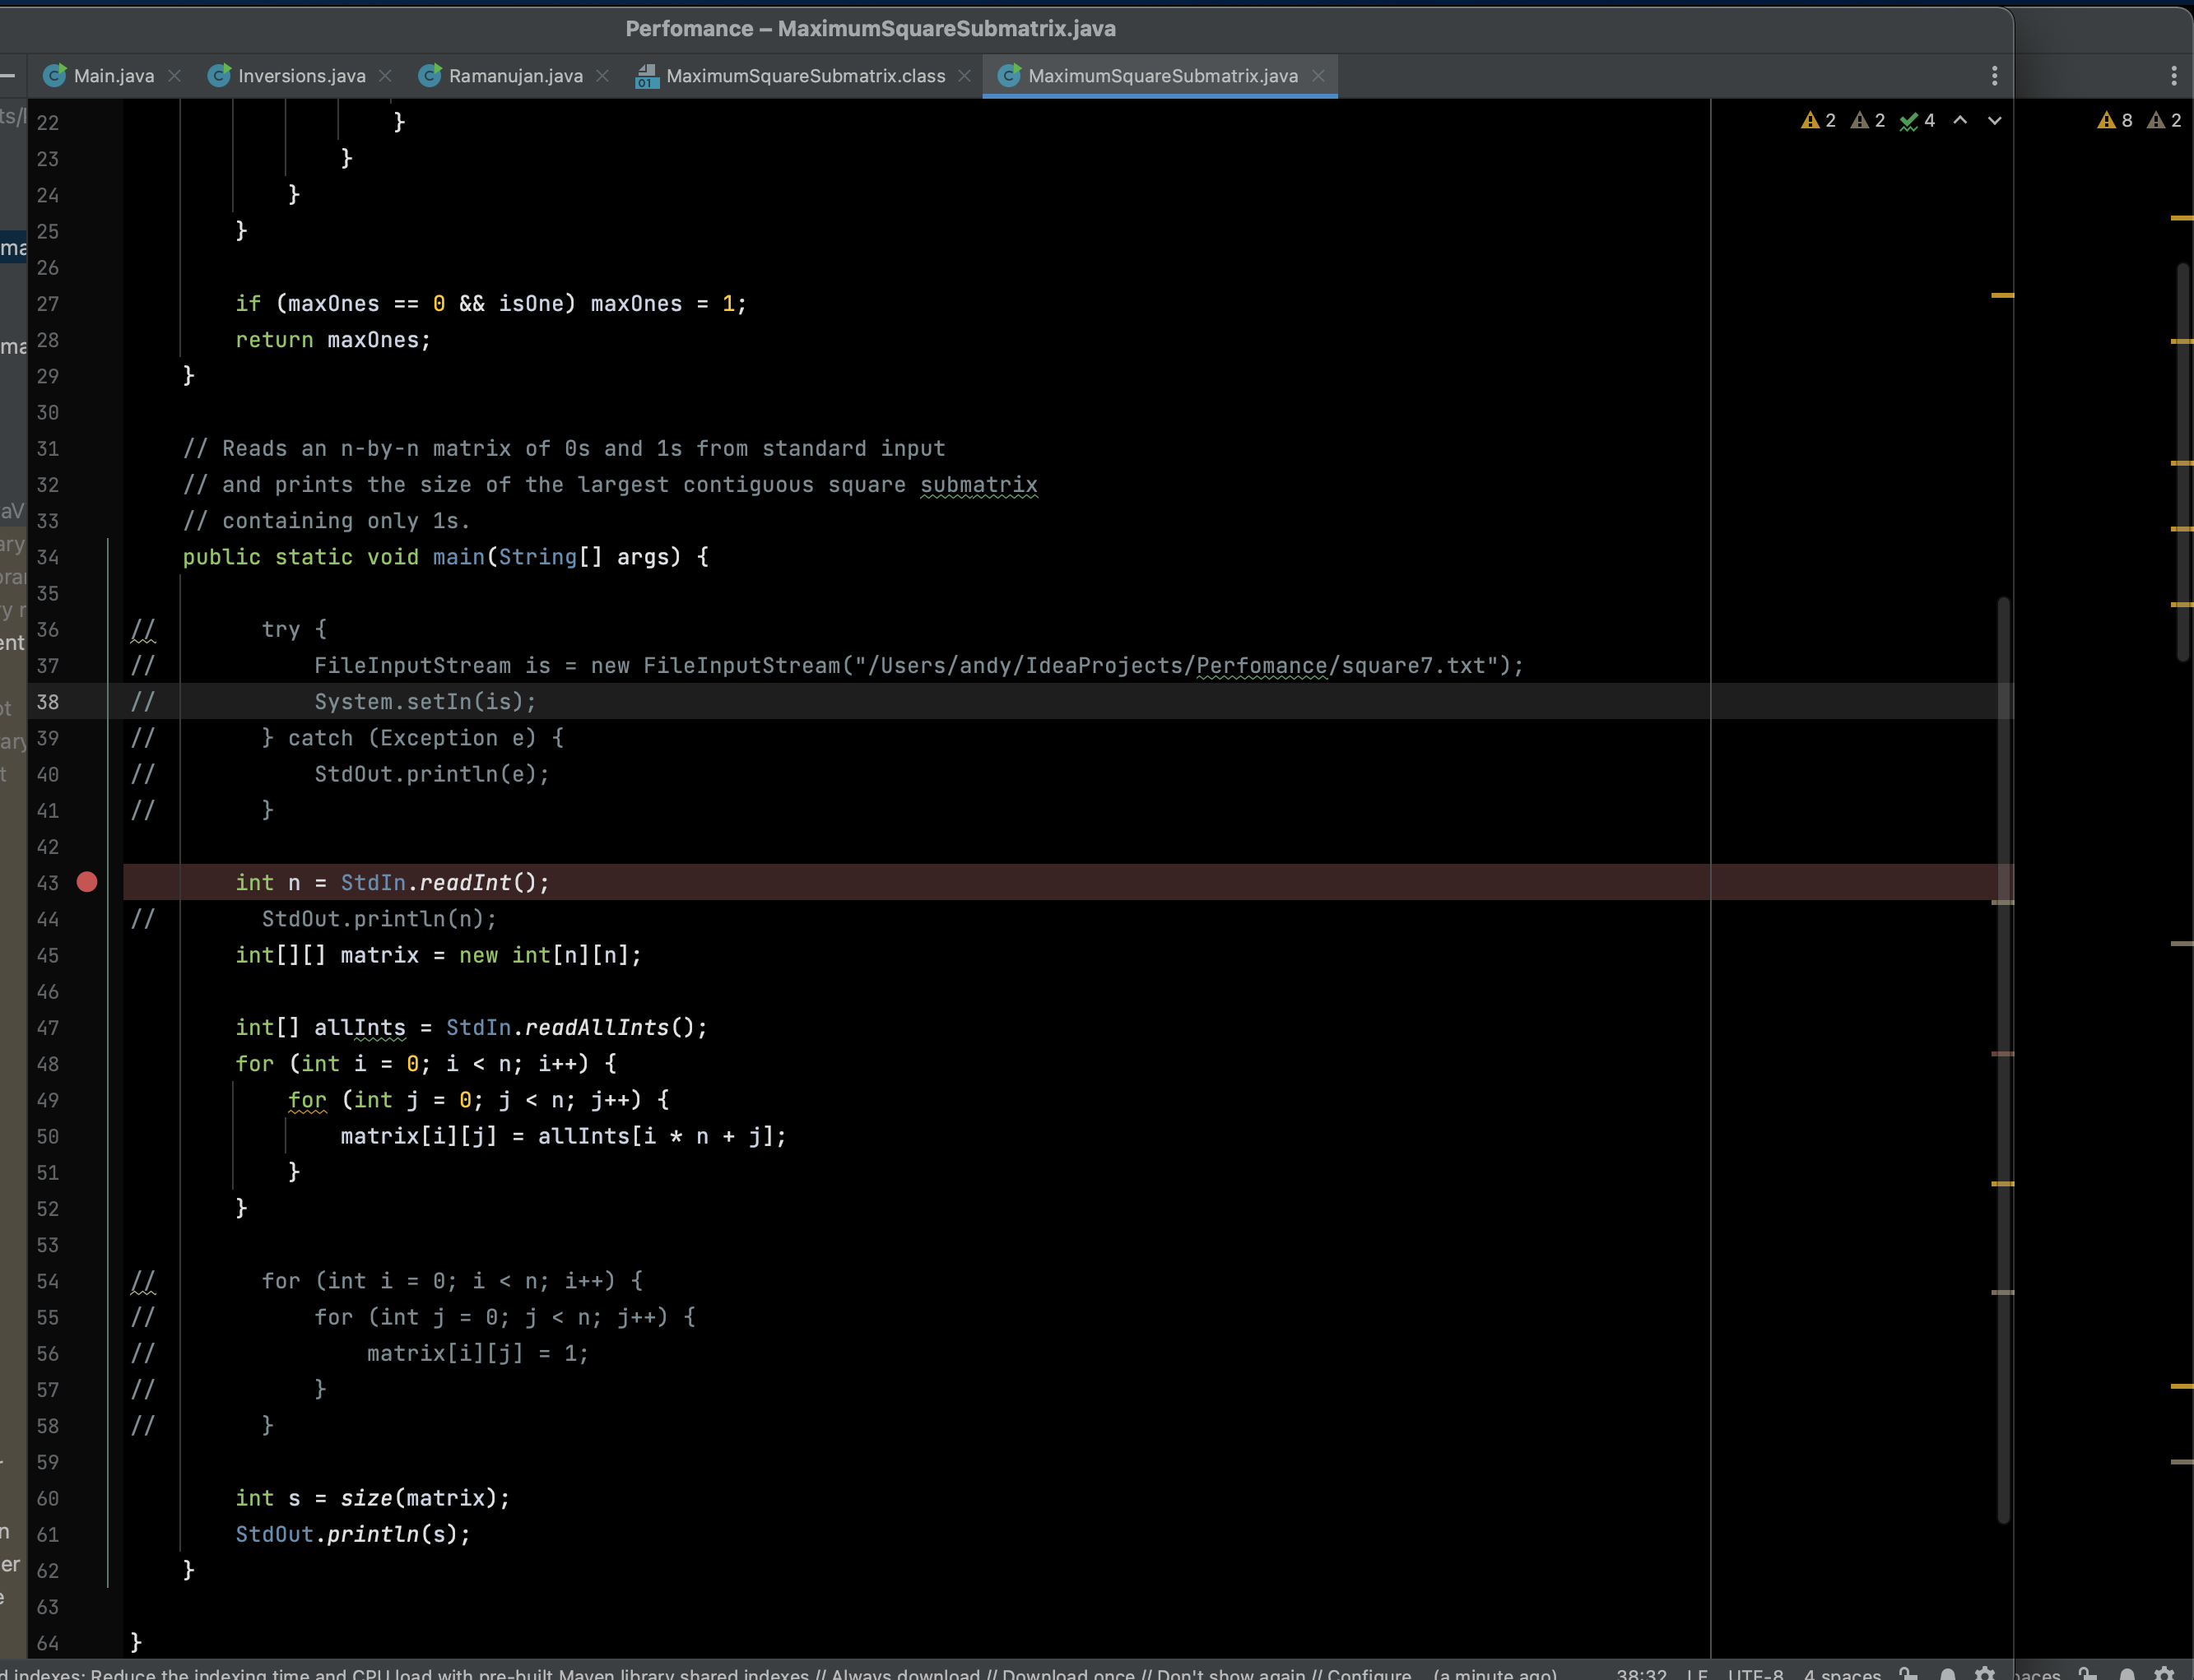 Perfomance – MaximumSquareSubmatrix.java
Main.java Inversions.java Ramanujan.java MaximumSquareSubmatrix.class MaximumSquareSubmatrix.java
2 2 4 8 2
22 }
23 }
24 }
25 }
26
27 if (maxOnes == 0 && isOne) maxOnes = 1;
28 return maxOnes;
29 }
30
31 // Reads an n-by-n matrix of 0s and 1s from standard input
32 // and prints the size of the largest contiguous square submatrix
33 // containing only 1s.
34 public static void main(String[] args) {
35
36 // try {
37 // FileInputStream is = new FileInputStream("/Users/andy/IdeaProjects/Perfomance/square7.txt");
38 // System.setIn(is);
39 // } catch (Exception e) {
40 // StdOut.println(e);
41 // }
42
43 int n = StdIn.readInt();
44 // StdOut.println(n);
45 int[][] matrix = new int[n][n];
46
47 int[] allInts = StdIn.readAllInts();
48 for (int i = 0; i < n; i++) {
49 for (int j = 0; j < n; j++) {
50 matrix[i][j] = allInts[i * n + j];
51 }
52 }
53
54 // for (int i = 0; i < n; i++) {
55 // for (int j = 0; j < n; j++) {
56 // matrix[i][j] = 1;
57 // }
58 // }
59
60 int s = size(matrix);
61 StdOut.println(s);
62 }
63
64 }
indexes: Reduce the indexing time and CPU load with pre-built Maven library shared indexes // Always download // Download once // Don't show again // Configure... (a minute ago) 38:32 LF UTF-8 4 spaces